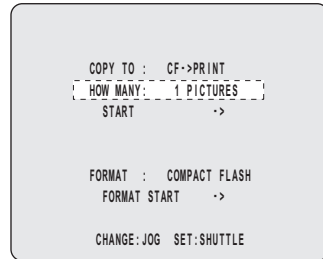 COPY TO : CF->PRINT
HOW MANY: 1 PICTURES
START ->
FORMAT : COMPACT FLASH
FORMAT START ->
CHANGE:JOG SET:SHUTTLE